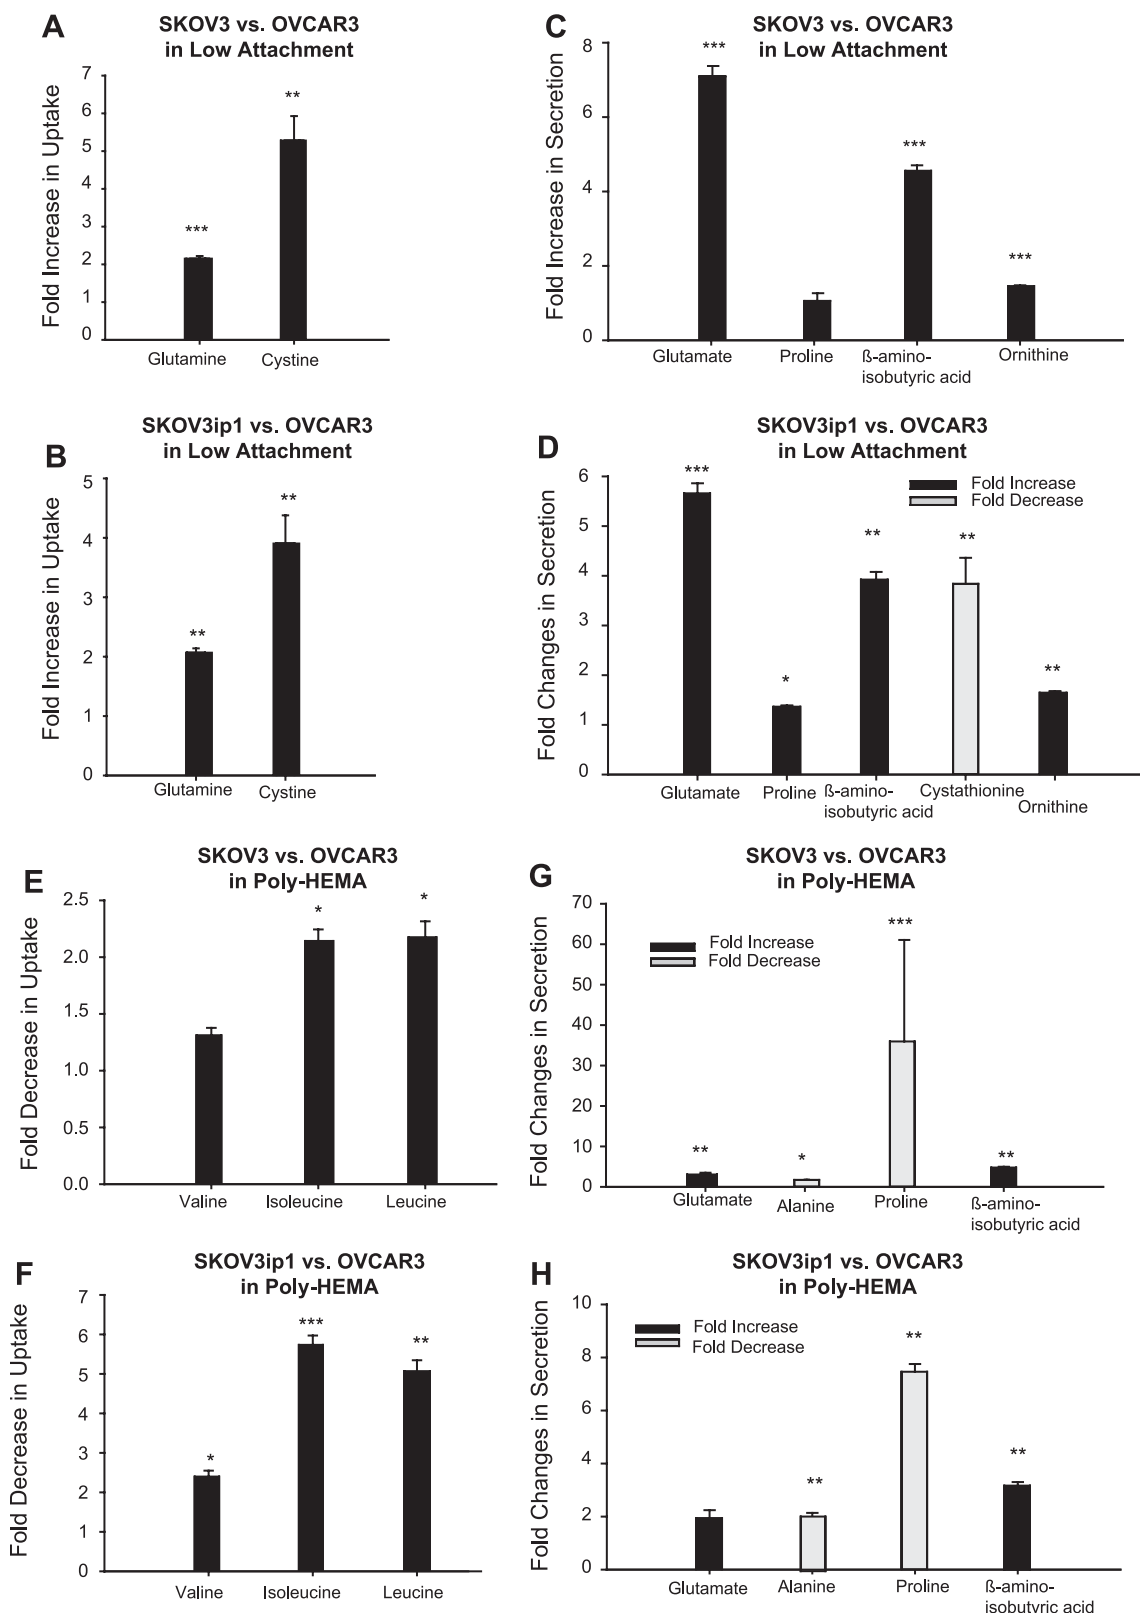 A
SKOV3 vs. OVCAR3
in Low Attachment
Fold Increase in Uptake
7
6
5
4
3
2
1
0
**
***
Glutamine
Cystine
C
SKOV3 vs. OVCAR3
in Low Attachment
Fold Increase in Secretion
8
6
4
2
0
***
***
***
Glutamate
Proline
ß-amino-
isobutyric acid
Ornithine
B
SKOV3ip1 vs. OVCAR3
in Low Attachment
Fold Increase in Uptake
5
4
3
2
1
0
**
**
Glutamine
Cystine
D
SKOV3ip1 vs. OVCAR3
in Low Attachment
Fold Changes in Secretion
6
5
4
3
2
1
0
Fold Increase
Fold Decrease
***
*
**
**
**
Glutamate
Proline
ß-amino-
isobutyric acid
Cystathionine
Ornithine
E
SKOV3 vs. OVCAR3
in Poly-HEMA
Fold Decrease in Uptake
2.5
2.0
1.5
1.0
0.5
0.0
*
*
Valine
Isoleucine
Leucine
G
SKOV3 vs. OVCAR3
in Poly-HEMA
Fold Changes in Secretion
70
60
50
40
30
20
10
0
Fold Increase
Fold Decrease
**
*
***
**
Glutamate
Alanine
Proline
ß-amino-
isobutyric acid
F
SKOV3ip1 vs. OVCAR3
in Poly-HEMA
Fold Decrease in Uptake
7
6
5
4
3
2
1
0
*
***
**
Valine
Isoleucine
Leucine
H
SKOV3ip1 vs. OVCAR3
in Poly-HEMA
Fold Changes in Secretion
10
8
6
4
2
0
Fold Increase
Fold Decrease
**
**
**
Glutamate
Alanine
Proline
ß-amino-
isobutyric acid